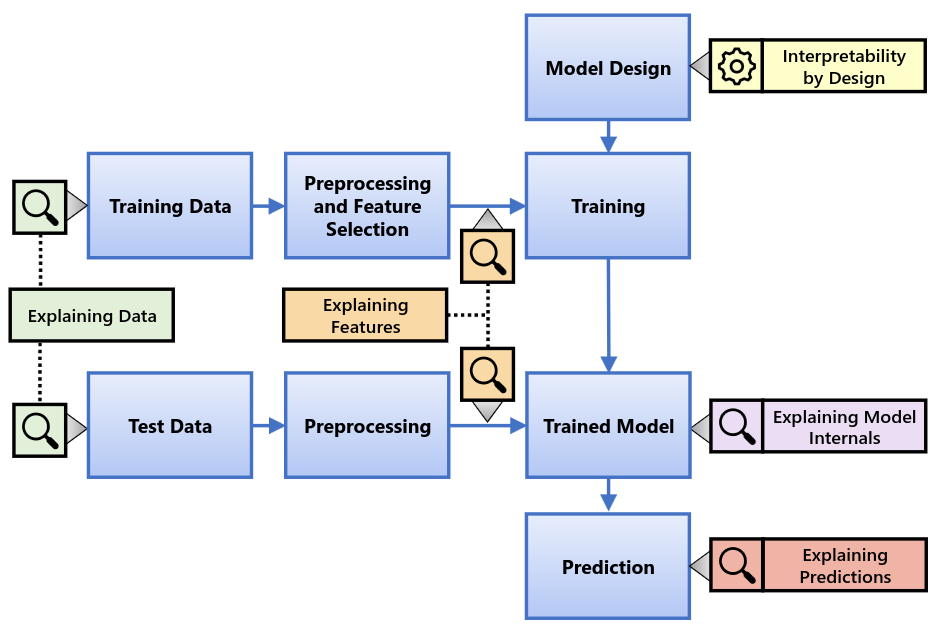 Model Design
Interpretability
by Design
Training Data
Preprocessing
and Feature
Selection
Training
Explaining Data
Explaining
Features
Test Data
Preprocessing
Trained Model
Explaining Model
Internals
Prediction
Explaining
Predictions